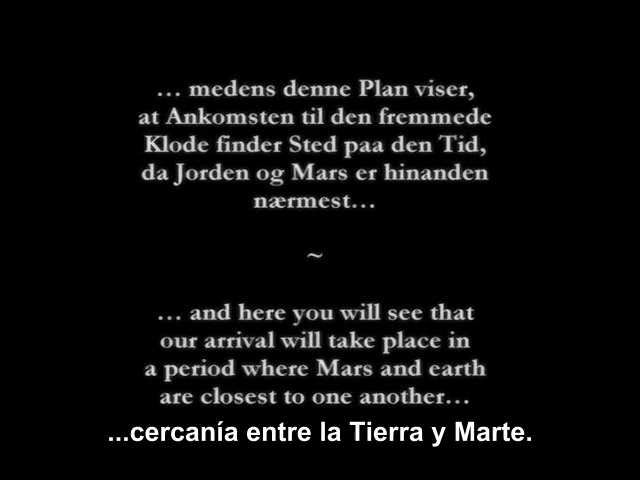 … medens denne Plan viser,
at Ankomsten til den fremmede
Klode finder Sted paa den Tid,
da Jorden og Mars er hinanden
nærmest…
~
… and here you will see that
our arrival will take place in
a period where Mars and earth
are closest to one another…
...cercanía entre la Tierra y Marte.